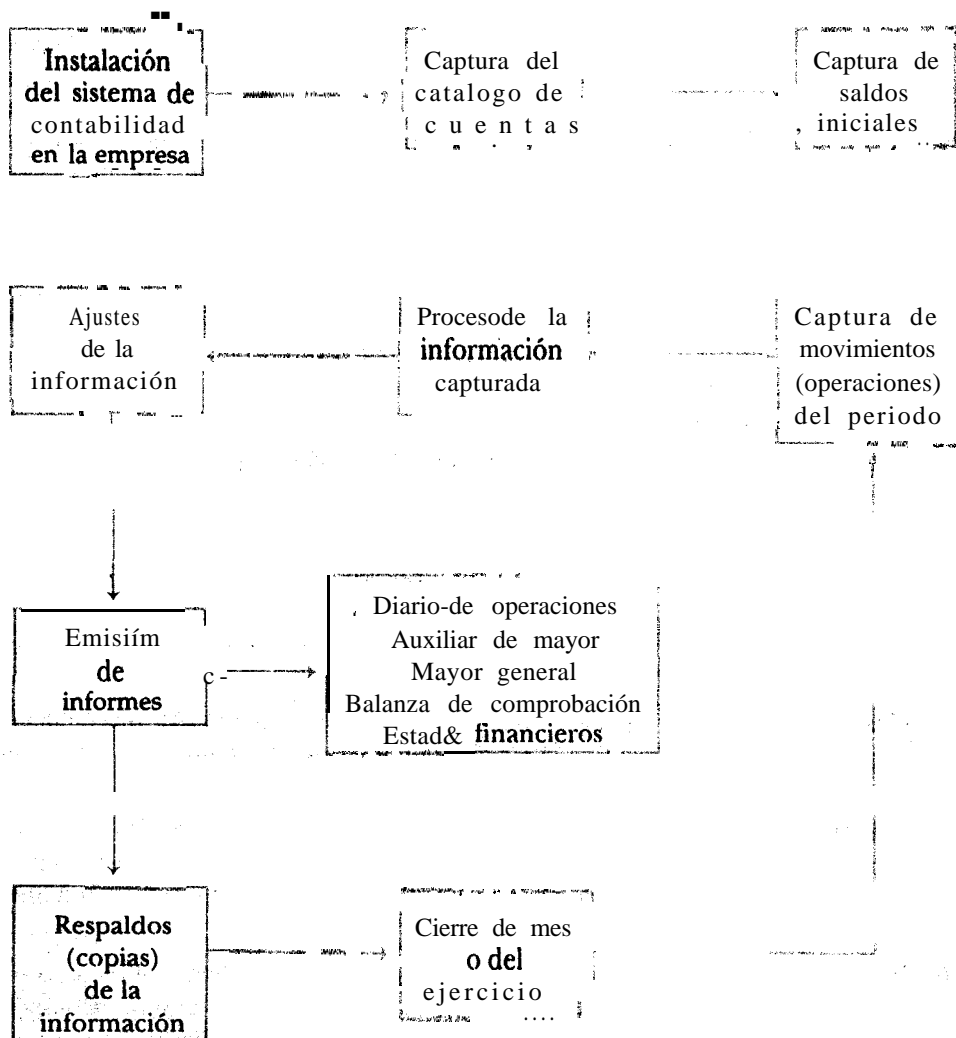 Instalación
del sistema de
contabilidad
en la empresa
Captura del
catalogo de
cuentas
Captura de
saldos
iniciales
Ajustes
de la
información
Procesode la
información
capturada
Captura de
movimientos
(operaciones)
del periodo
Emisiím
de
informes
c-
Diario-de operaciones
Auxiliar de mayor
Mayor general
Balanza de comprobación
Estad& financieros
Respaldos
(copias)
de la
información
Cierre de mes
o del
ejercicio